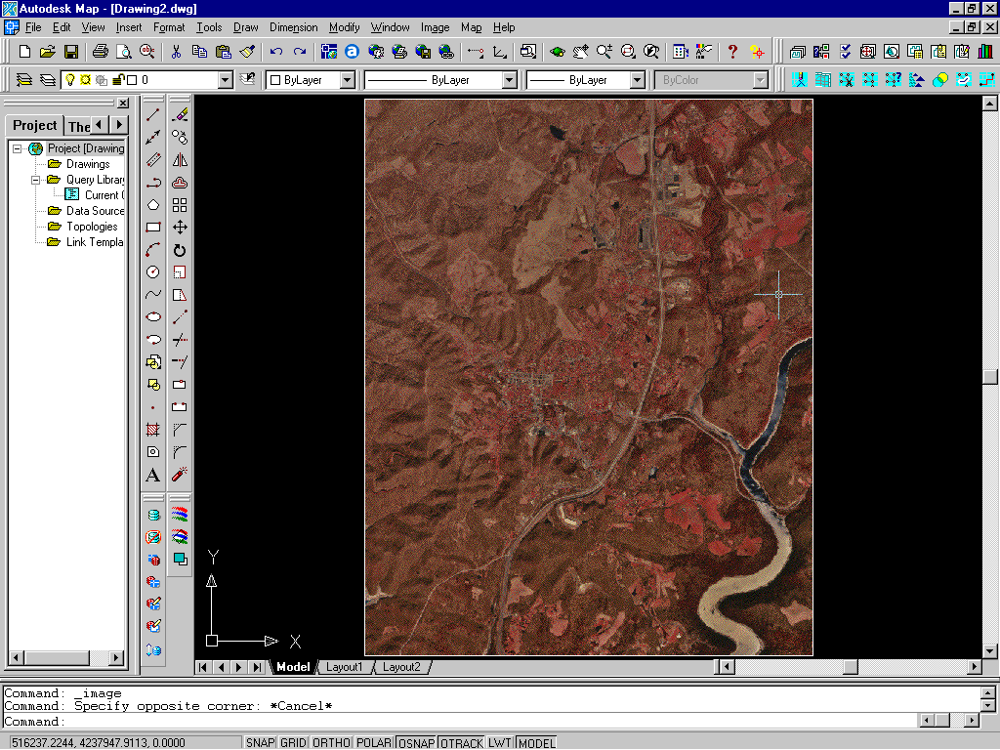 Autodesk Map - [Drawing2.dwg]
File Edit View Insert Format Tools Draw Dimension Modify Window Image Map Help
0 ByLayer ByLayer ByLayer ByColor
Project The
Project [Drawing
Drawings
Query Library
Current
Data Source
Topologies
Link Templa
A
Y
X
Model Layout1 Layout2
Command: _image
Command: Specify opposite corner: *Cancel*
Command:
516237.2244, 4237947.9113, 0.0000 SNAP GRID ORTHO POLAR OSNAP OTRACK LWT MODEL